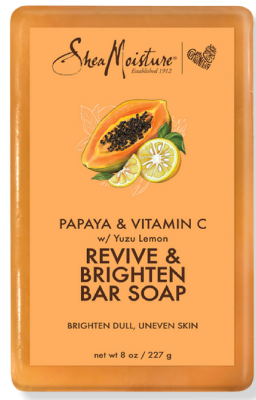 SheaMoisture®
Established 1912
PAPAYA & VITAMIN C
w/ Yuzu Lemon
REVIVE &
BRIGHTEN
BAR SOAP
BRIGHTEN DULL, UNEVEN SKIN
net wt 8 oz / 227 g